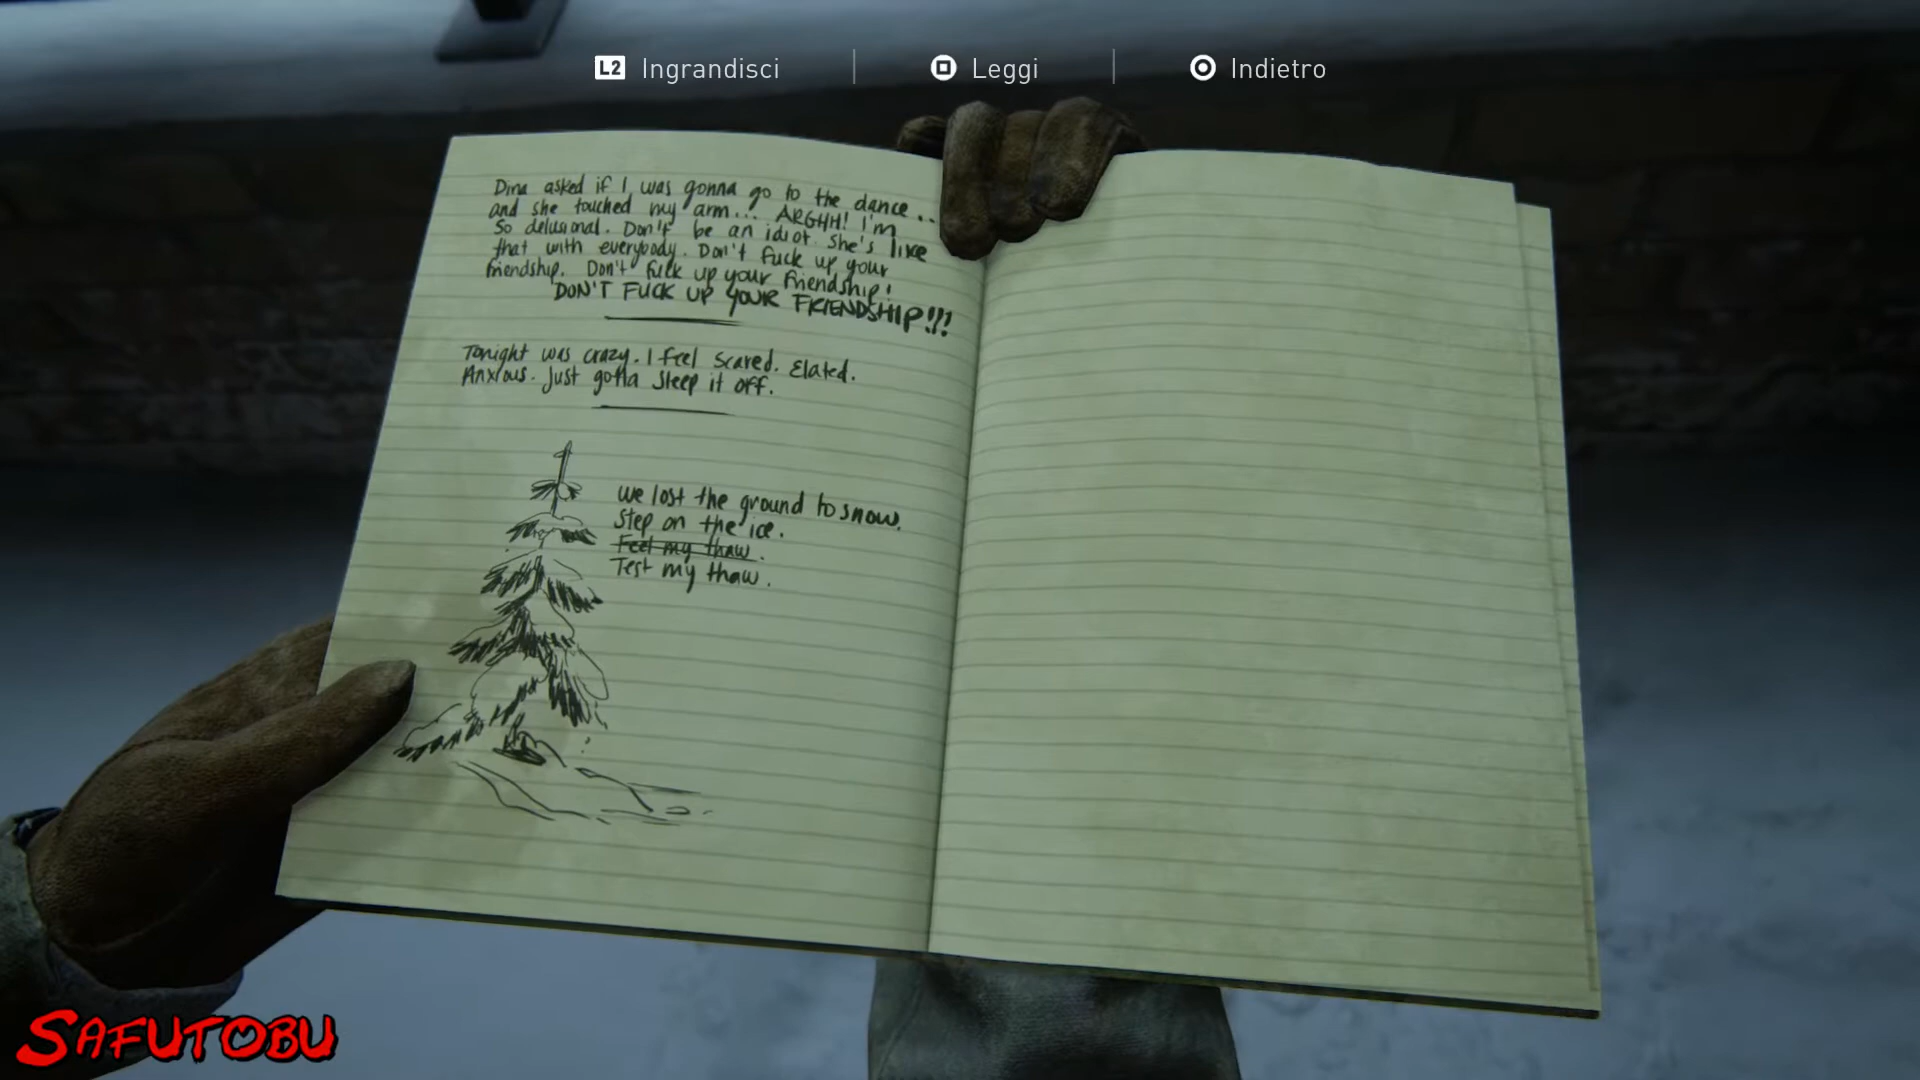 L2 Ingrandisci
Leggi
Indietro
Dina asked if I was gonna go to the dance...
and she touched my arm... ARGHH! I'm
So delusional. Don't be an idiot. She's like
that with everybody. Don't fuck up your
friendship. Don't fuck up your friendship!
DON'T FUCK UP YOUR FRIENDSHIP!!!
Tonight was crazy. I feel scared. Elated.
Anxious. Just gotta sleep it off.
We lost the ground to snow.
Step on the ice.
Feel my thaw.
Test my thaw.
SAFUTOBU